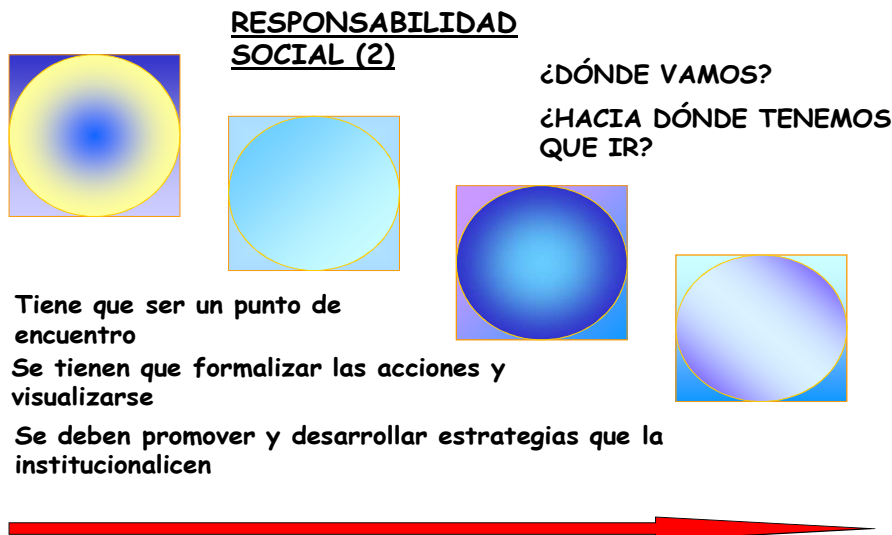 RESPONSABILIDAD
SOCIAL (2)
¿DÓNDE VAMOS?
¿HACIA DÓNDE TENEMOS
QUE IR?
Tiene que ser un punto de
encuentro
Se tienen que formalizar las acciones y
visualizarse
Se deben promover y desarrollar estrategias que la
institucionalicen